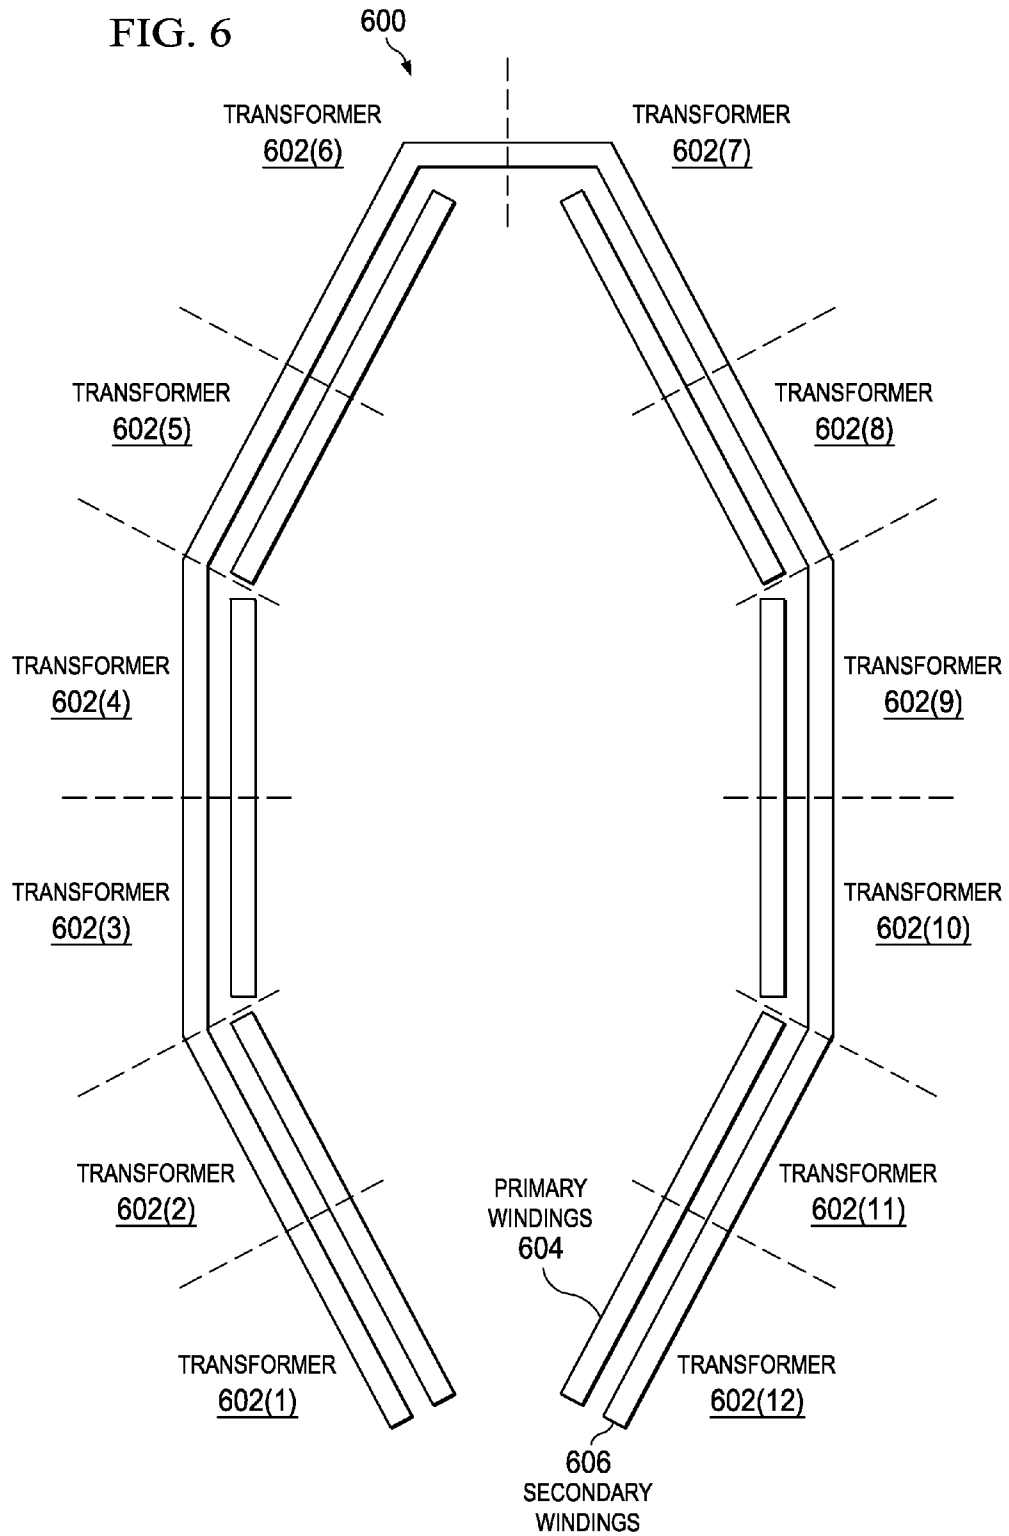 FIG. 6
600
TRANSFORMER
602(6)
TRANSFORMER
602(7)
TRANSFORMER
602(5)
TRANSFORMER
602(8)
TRANSFORMER
602(4)
TRANSFORMER
602(9)
TRANSFORMER
602(3)
TRANSFORMER
602(10)
TRANSFORMER
602(2)
PRIMARY
WINDINGS
604
TRANSFORMER
602(11)
TRANSFORMER
602(1)
TRANSFORMER
602(12)
606
SECONDARY
WINDINGS